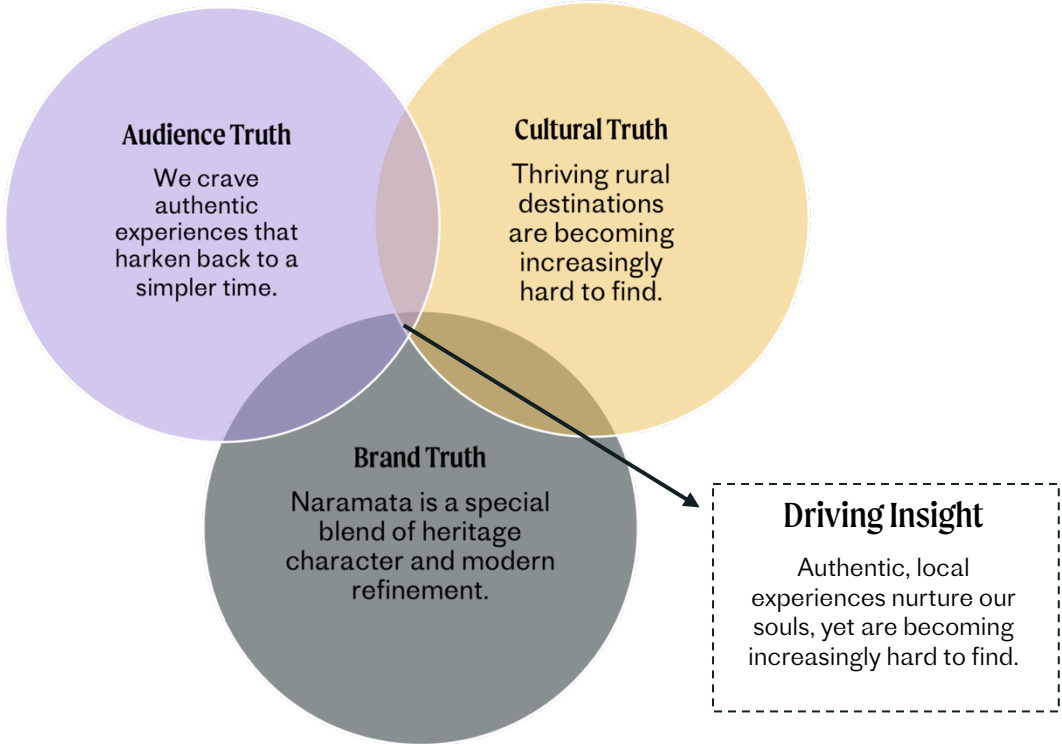 Audience Truth
We crave
authentic
experiences that
harken back to a
simpler time.
Cultural Truth
Thriving rural
destinations
are becoming
increasingly
hard to find.
Brand Truth
Naramata is a special
blend of heritage
character and modern
refinement.
Driving Insight
Authentic, local
experiences nurture our
souls, yet are becoming
increasingly hard to find.